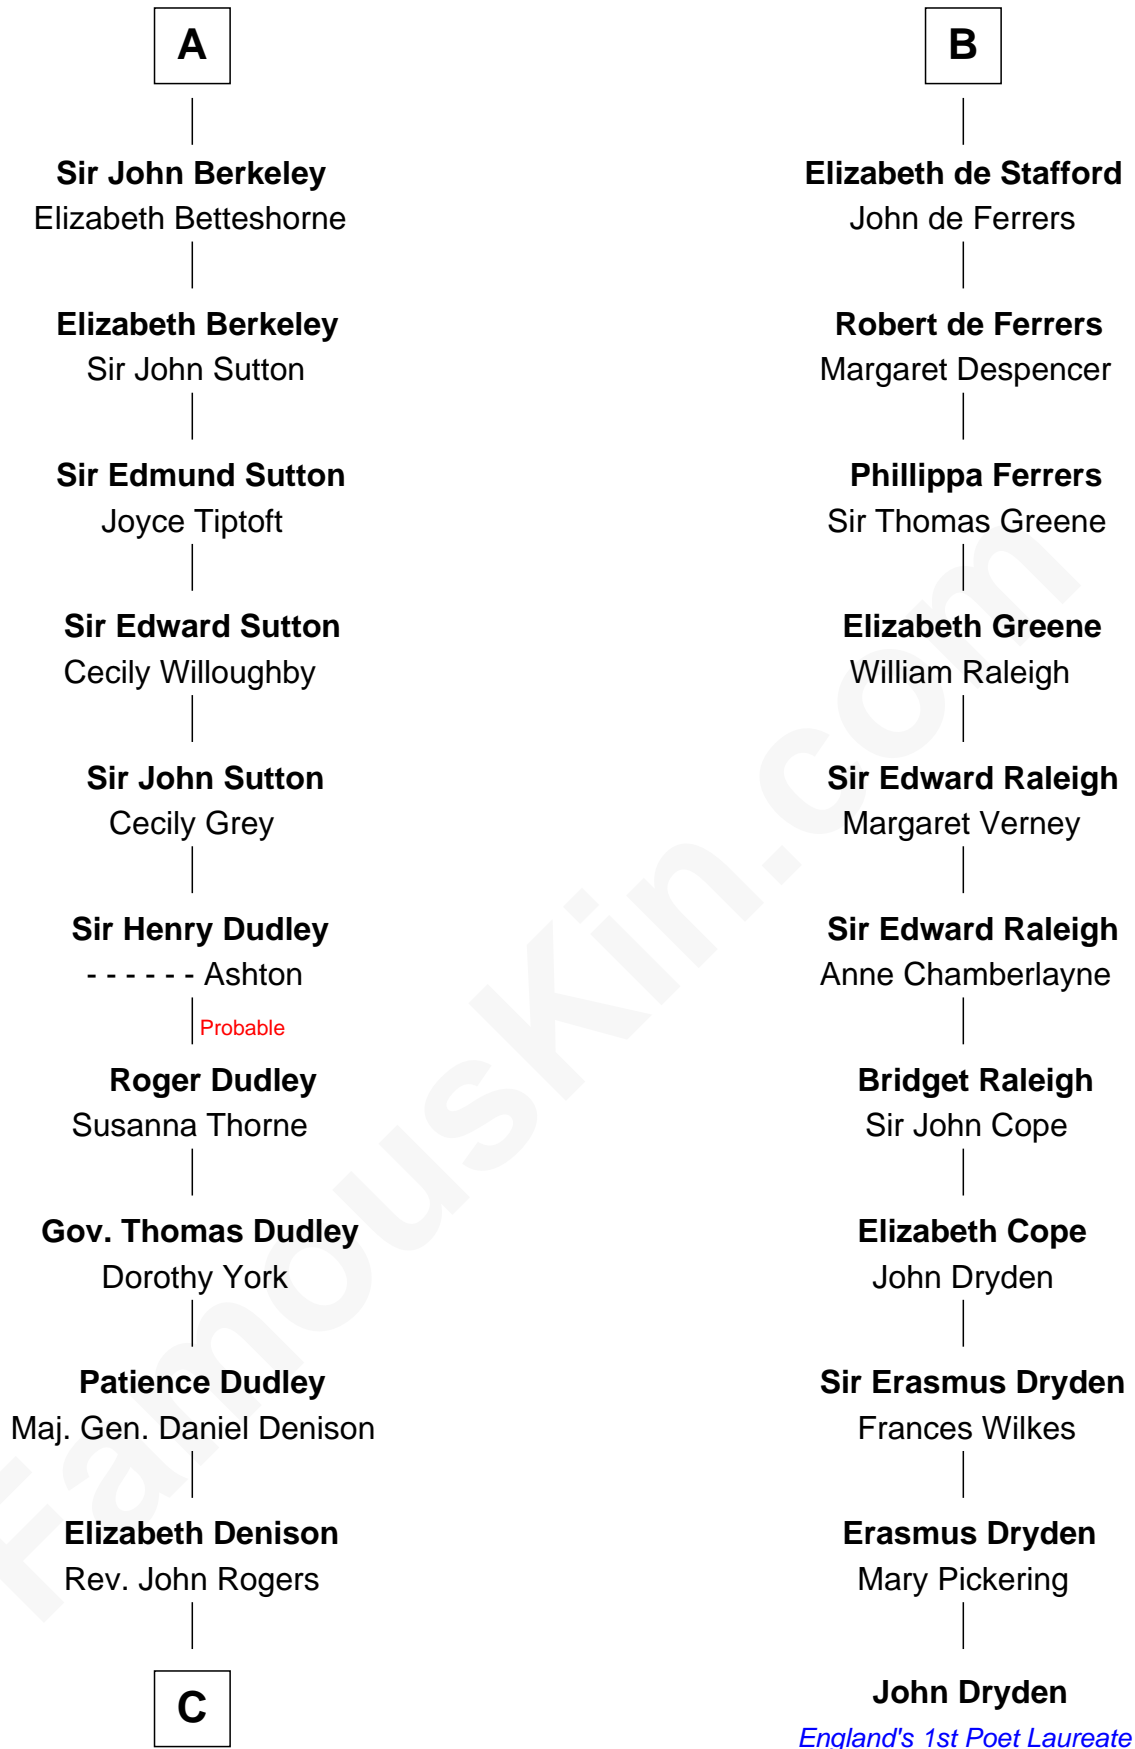 A
Sir John Berkeley
Elizabeth Betteshorne
Elizabeth Berkeley
Sir John Sutton
Sir Edmund Sutton
Joyce Tiptoft
Sir Edward Sutton
Cecily Willoughby
Sir John Sutton
Cecily Grey
Sir Henry Dudley
- - - - - - Ashton
Probable
Roger Dudley
Susanna Thorne
Gov. Thomas Dudley
Dorothy York
Patience Dudley
Maj. Gen. Daniel Denison
Elizabeth Denison
Rev. John Rogers
C
B
Elizabeth de Stafford
John de Ferrers
Robert de Ferrers
Margaret Despencer
Phillippa Ferrers
Sir Thomas Greene
Elizabeth Greene
William Raleigh
Sir Edward Raleigh
Margaret Verney
Sir Edward Raleigh
Anne Chamberlayne
Bridget Raleigh
Sir John Cope
Elizabeth Cope
John Dryden
Sir Erasmus Dryden
Frances Wilkes
Erasmus Dryden
Mary Pickering
John Dryden
England's 1st Poet Laureate
FamousKin.com